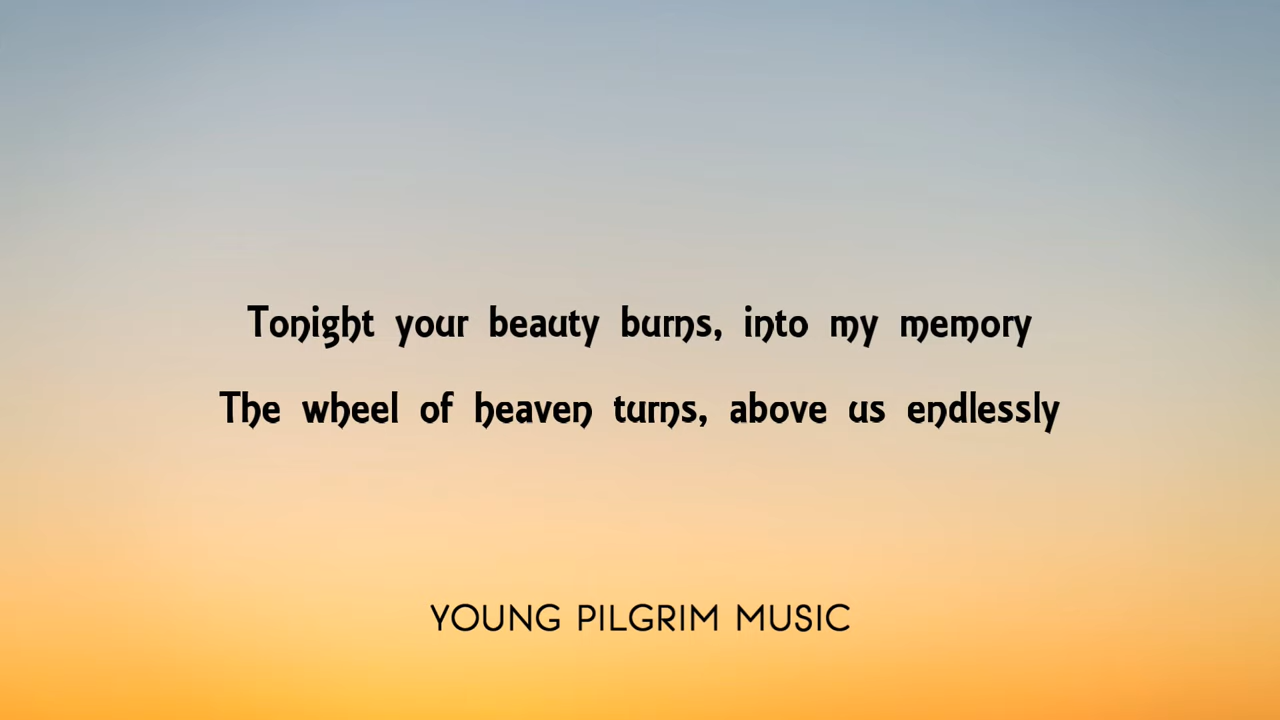 Tonight your beauty burns, into my memory
The wheel of heaven turns, above us endlessly
YOUNG PILGRIM MUSIC